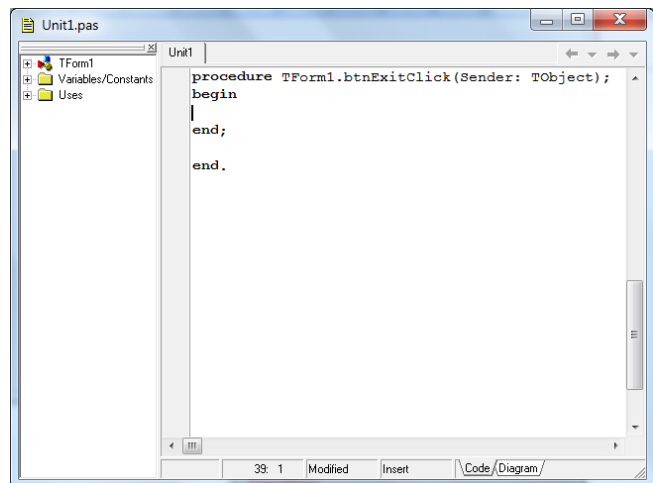 Unit1.pas
TForm1
Variables/Constants
Uses
Unit1
procedure TForm1.btnExitClick(Sender: TObject);
begin
end;
end.
39: 1 Modified Insert Code Diagram